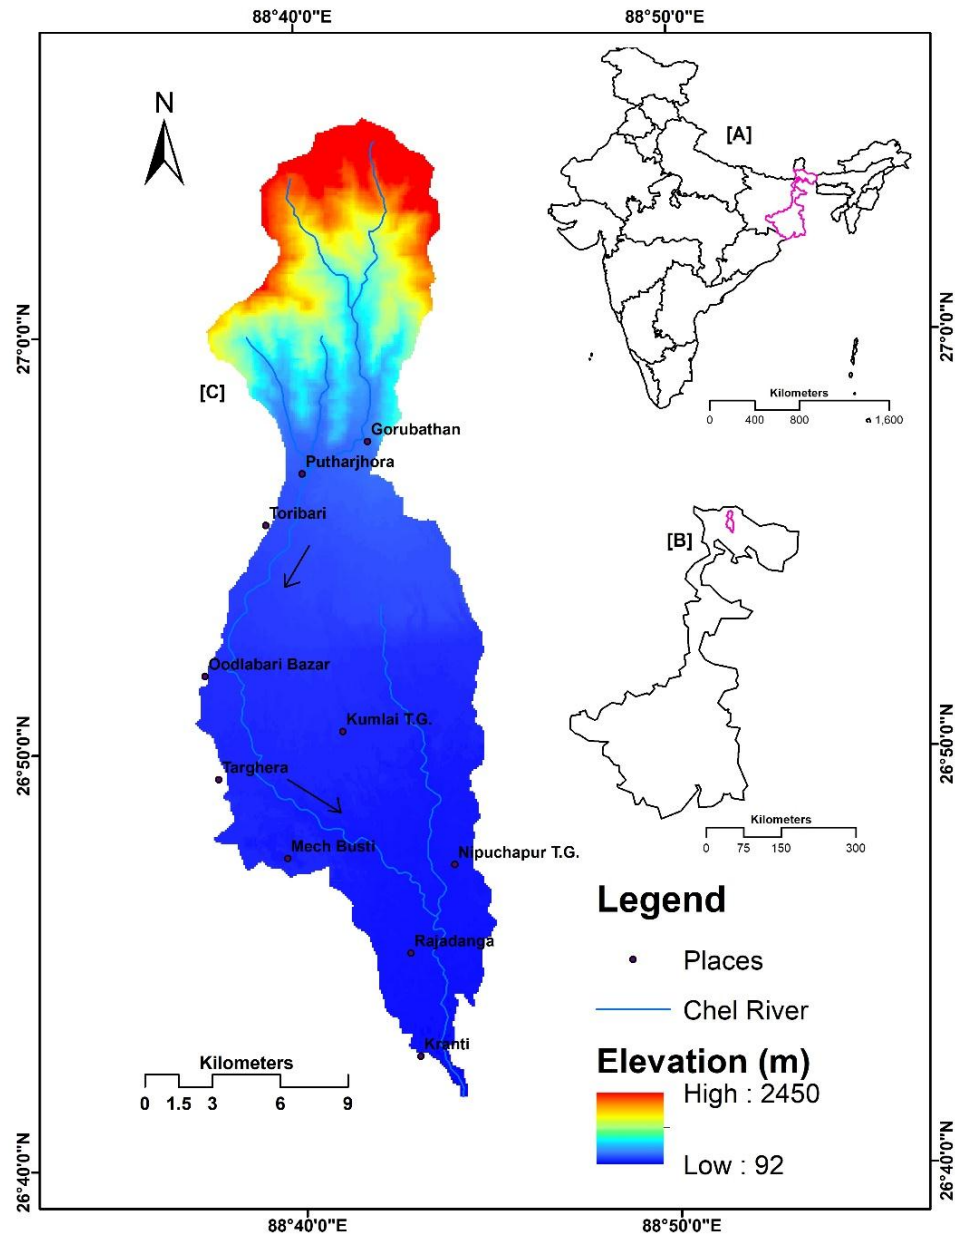 88°40'0"E
88°50'0"E
N
[A]
27°0'0"N
27°0'0"N
Kilometers
0 400 800 1,600
[C]
Gorubathan
Putharjhora
Toribari
[B]
Oodlabari Bazar
Kumlai T.G.
26°50'0"N
26°50'0"N
Targhera
Kilometers
0 75 150 300
Mech Busti
Nipuchapur T.G.
Legend
Rajadanga
Places
Chel River
Kranti
Elevation (m)
High : 2450
Low : 92
Kilometers
0 1.5 3 6 9
26°40'0"N
26°40'0"N
88°40'0"E
88°50'0"E